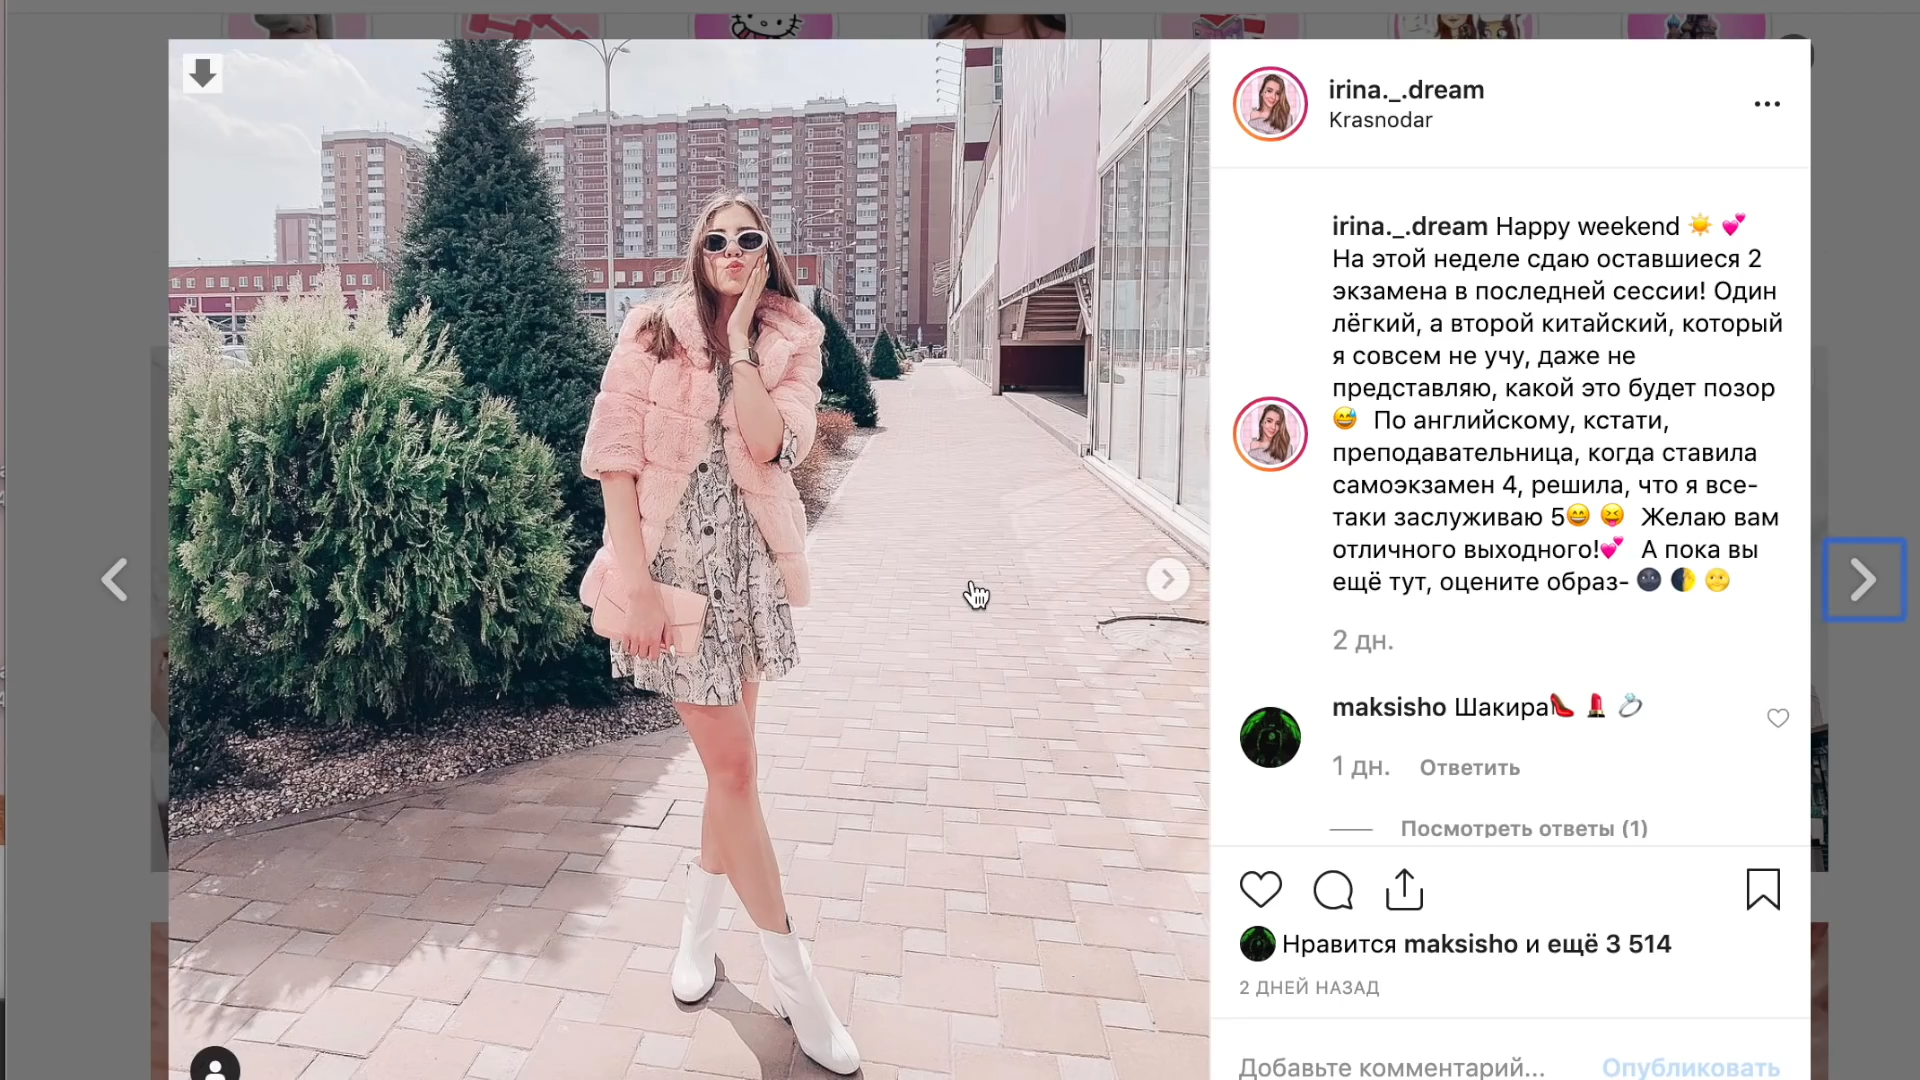 irina._.dream
Krasnodar
irina._.dream Happy weekend ☀️ 💕
На этой неделе сдаю оставшиеся 2
экзамена в последней сессии! Один
лёгкий, а второй китайский, который
я совсем не учу, даже не
представляю, какой это будет позор
😅 По английскому, кстати,
преподавательница, когда ставила
самоэкзамен 4, решила, что я все-
таки заслуживаю 5😄 😝 Желаю вам
отличного выходного!💕 А пока вы
ещё тут, оцените образ- 🌚 🌓 🌝
2 дн.
maksisho Шакира👠 💄 💍
1 дн. Ответить
Посмотреть ответы (1)
Нравится maksisho и ещё 3 514
2 ДНЕЙ НАЗАД
Добавьте комментарий... Опубликовать